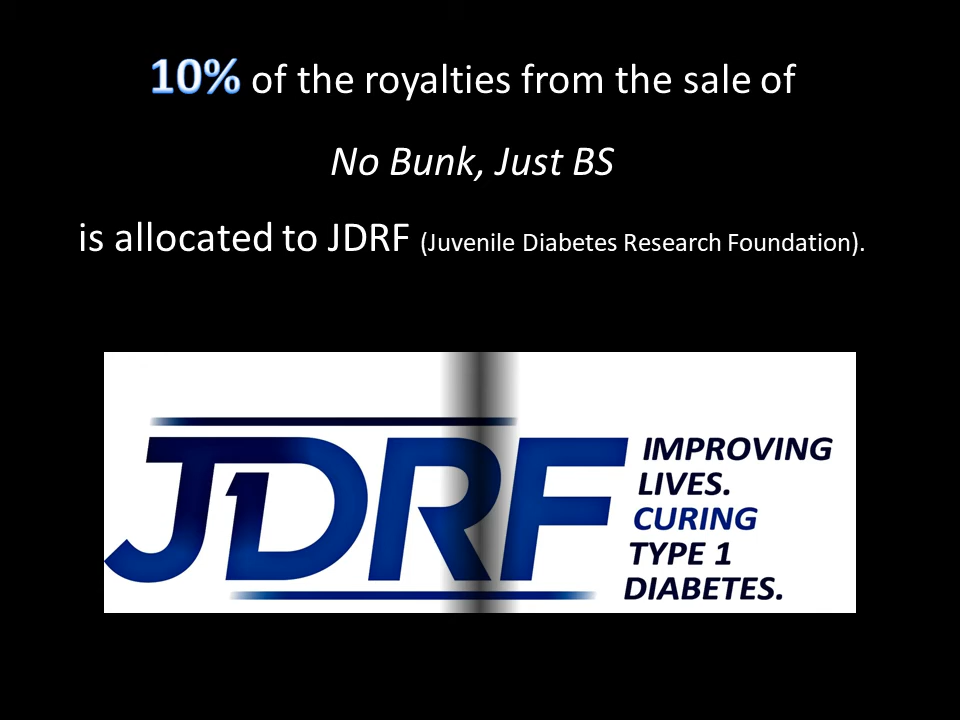 10% of the royalties from the sale of
No Bunk, Just BS
is allocated to JDRF (Juvenile Diabetes Research Foundation).
JDRF
IMPROVING
LIVES.
CURING
TYPE 1
DIABETES.